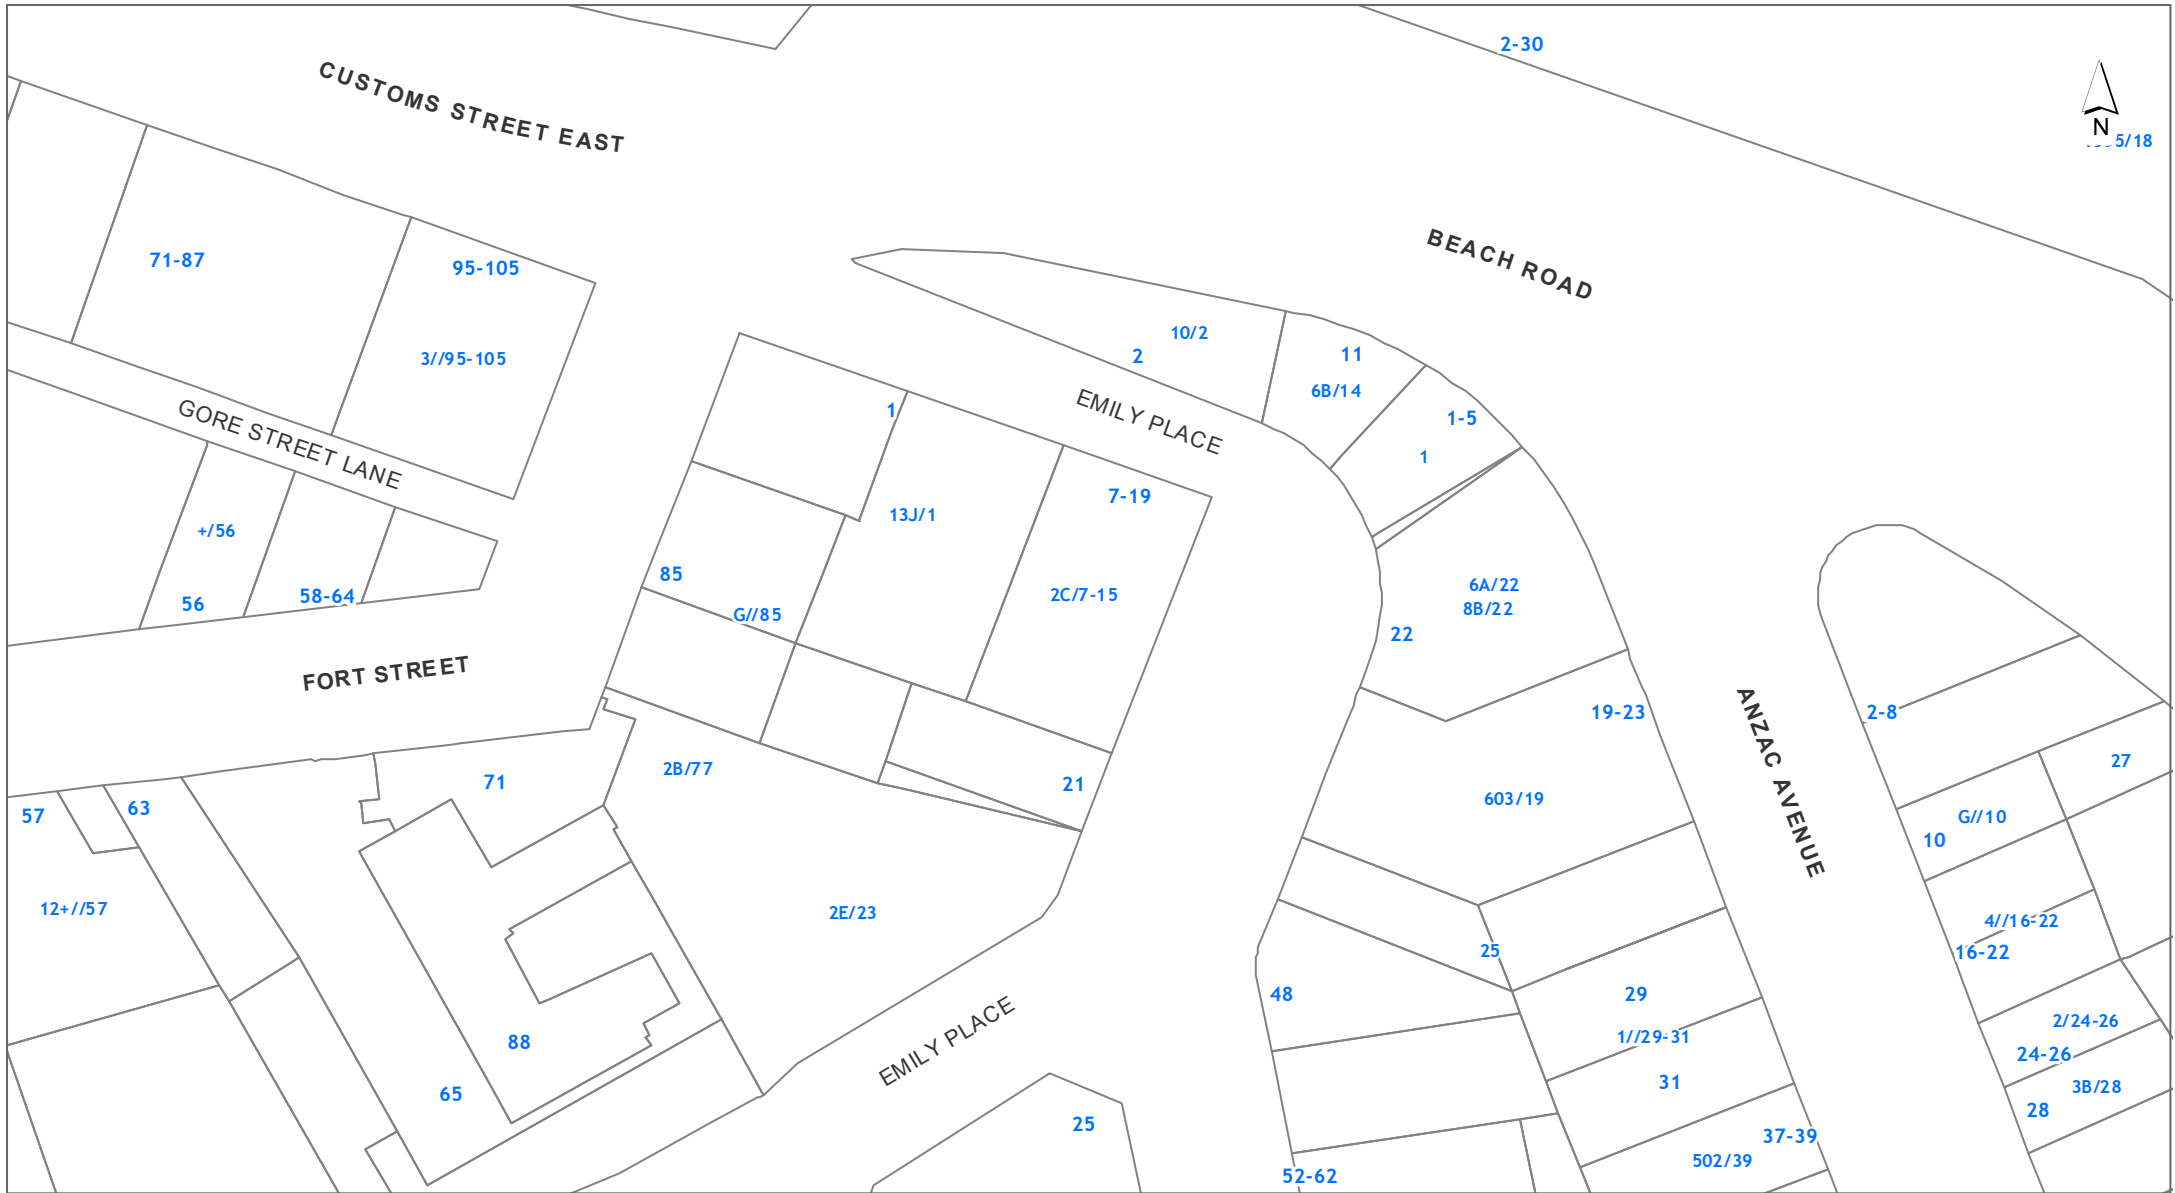 2-30
CUSTOMS STREET EAST
N
5/18
BEACH ROAD
71-87
95-105
3//95-105
10/2
2
11
6B/14
1-5
1
EMILY PLACE
1
GORE STREET LANE
7-19
13J/1
+/56
56
58-64
85
G//85
2C/7-15
6A/22
8B/22
22
FORT STREET
19-23
2-8
ANZAC AVENUE
2B/77
71
21
603/19
27
57
63
G//10
10
12+//57
2E/23
4//16-22
16-22
25
48
29
88
EMILY PLACE
1//29-31
2/24-26
24-26
65
31
3B/28
28
25
37-39
502/39
52-62